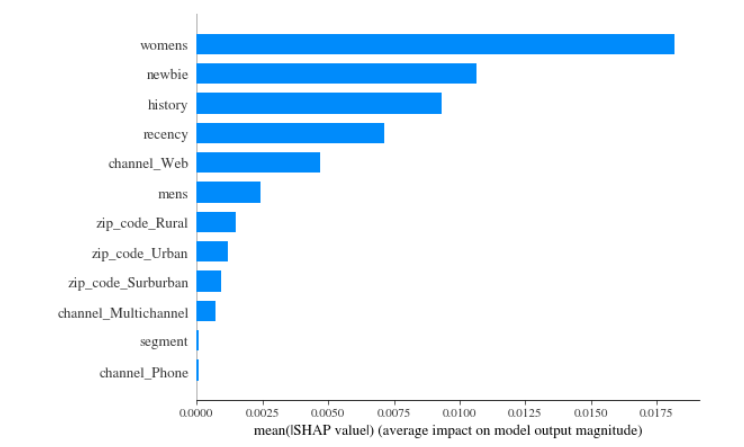 womens
newbie
history
recency
channel_Web
mens
zip_code_Rural
zip_code_Urban
zip_code_Surburban
channel_Multichannel
segment
channel_Phone
0.0000 0.0025 0.0050 0.0075 0.0100 0.0125 0.0150 0.0175
mean(|SHAP value|) (average impact on model output magnitude)